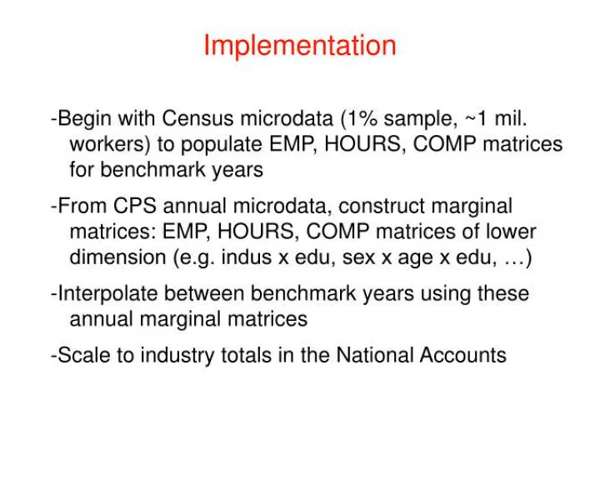 Implementation
-Begin with Census microdata (1% sample, ~1 mil.
workers) to populate EMP, HOURS, COMP matrices
for benchmark years
-From CPS annual microdata, construct marginal
matrices: EMP, HOURS, COMP matrices of lower
dimension (e.g. indus x edu, sex x age x edu, …)
-Interpolate between benchmark years using these
annual marginal matrices
-Scale to industry totals in the National Accounts